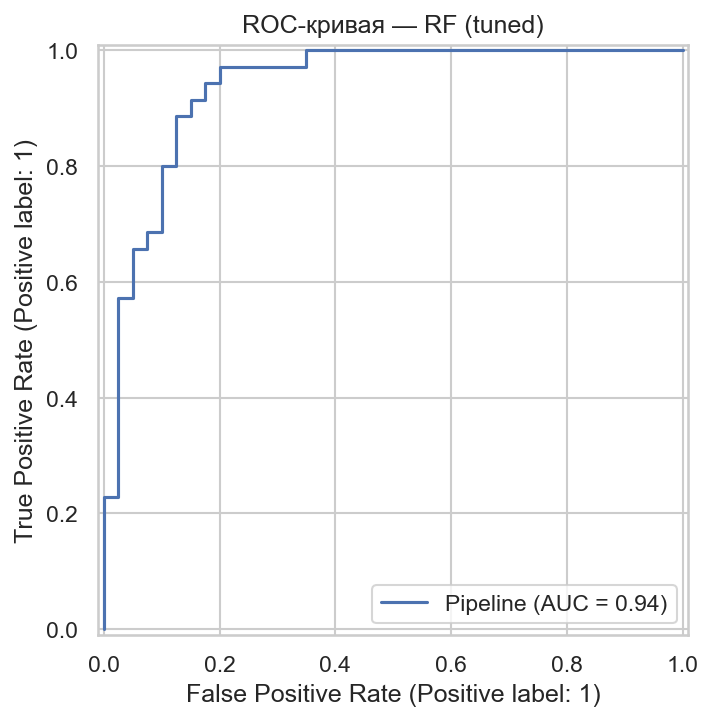 ROC-кривая — RF (tuned)
True Positive Rate (Positive label: 1)
1.0
0.8
0.6
0.4
0.2
0.0
Pipeline (AUC = 0.94)
0.0 0.2 0.4 0.6 0.8 1.0
False Positive Rate (Positive label: 1)